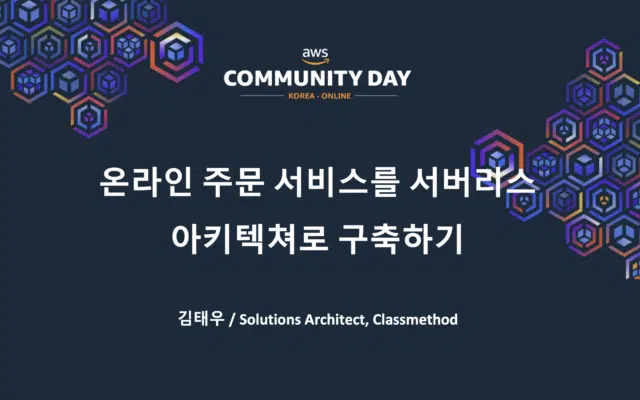 aws
COMMUNITY DAY
KOREA - ONLINE
온라인 주문 서비스를 서버리스
아키텍쳐로 구축하기
김태우 / Solutions Architect, Classmethod